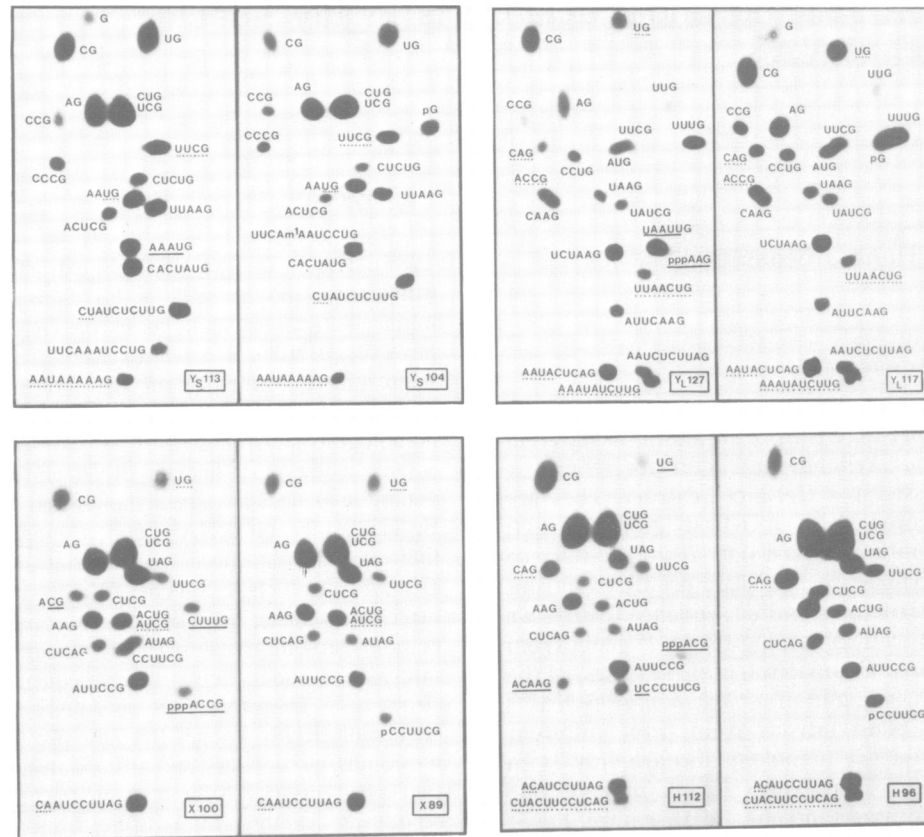 G
CG
UG
CUG
AG
UCG
CCG
UUCG
CCCG
CUCUG
AAUG
UUAAG
ACUCG
AAAUG
CACUAUG
CUAUCUCUUG
UUCAAAUCCUG
AAUAAAAAG
YS113
CG
UG
CUG
AG
UCG
CCG
pG
UUCG
CCCG
CUCUG
AAUG
UUAAG
ACUCG
UUCAm1AAUCCUG
CACUAUG
CUAUCUCUUG
AAUAAAAAG
YS104
UG
CG
UUG
CCG
AG
UUCG
UUUG
CAG
CCUG
AUG
ACCG
UAAG
CAAG
UAUCG
UAAUUG
UCUAAG
pppAAG
UUAACUG
AUUCAAG
AAUCUCUUAG
AAUACUCAG
AAAUAUCUUG
YL127
G
UG
CG
UUG
UUUG
CCG
AG
UUCG
CAG
CCUG
AUG
pG
ACCG
UAAG
CAAG
UAUCG
UCUAAG
UUAACUG
AUUCAAG
AAUCUCUUAG
AAUACUCAG
AAAUAUCUUG
YL117
UG
CG
CUG
UCG
AG
UAG
UUCG
ACG
CUCG
ACUG
CUUUG
AAG
AUCG
AUAG
CUCAG
CCUUCG
AUUCCG
pppACCG
CAAUCCUUAG
X100
CG
UG
CUG
UCG
AG
UAG
UUCG
CUCG
ACUG
AAG
AUCG
CUCAG
AUAG
AUUCCG
pCCUUCG
CAAUCCUUAG
X89
UG
CG
CUG
UCG
AG
UAG
CAG
UUCG
CUCG
AAG
ACUG
CUCAG
AUAG
pppACG
AUUCCG
ACAAG
UCCCUUCG
ACAUCCUUAG
CUACUUCCUCAG
H112
CG
CUG
UCG
AG
UAG
CAG
UUCG
CUCG
AAG
ACUG
CUCAG
AUAG
AUUCCG
pCCUUCG
ACAUCCUUAG
CUACUUCCUCAG
H96